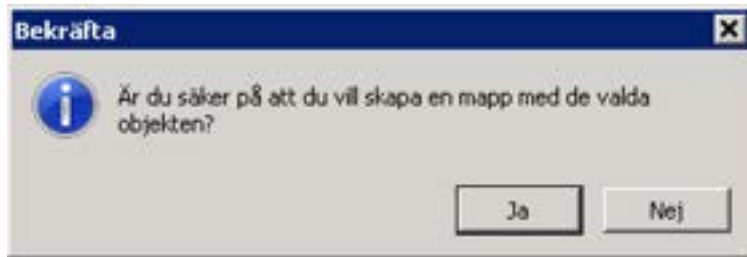 Bekräfta
Är du säker på att du vill skapa en mapp med de valda
objekten?
Ja
Nej